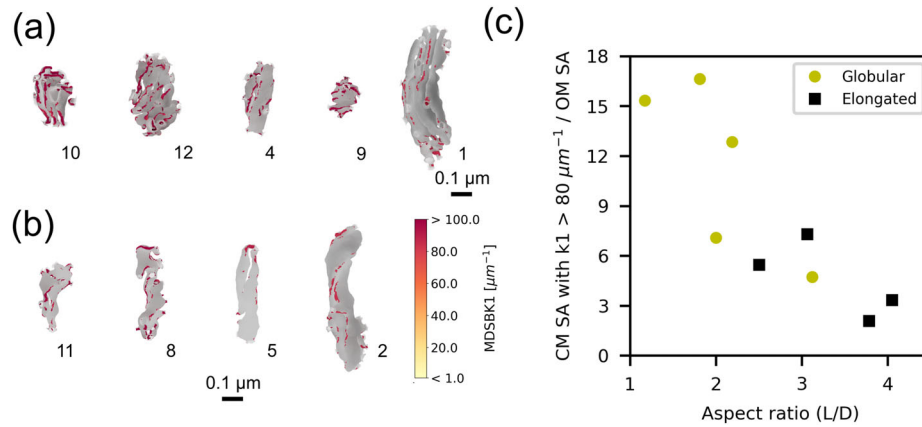 (a)
10
12
4
9
1
0.1 μm
(b)
11
8
5
2
0.1 μm
> 100.0
80.0
60.0
40.0
20.0
< 1.0
MDSBK1 [μm⁻¹]
(c)
CM SA with k1 > 80 μm⁻¹ / OM SA
18
15
12
9
6
3
0
1
2
3
4
Aspect ratio (L/D)
Globular
Elongated